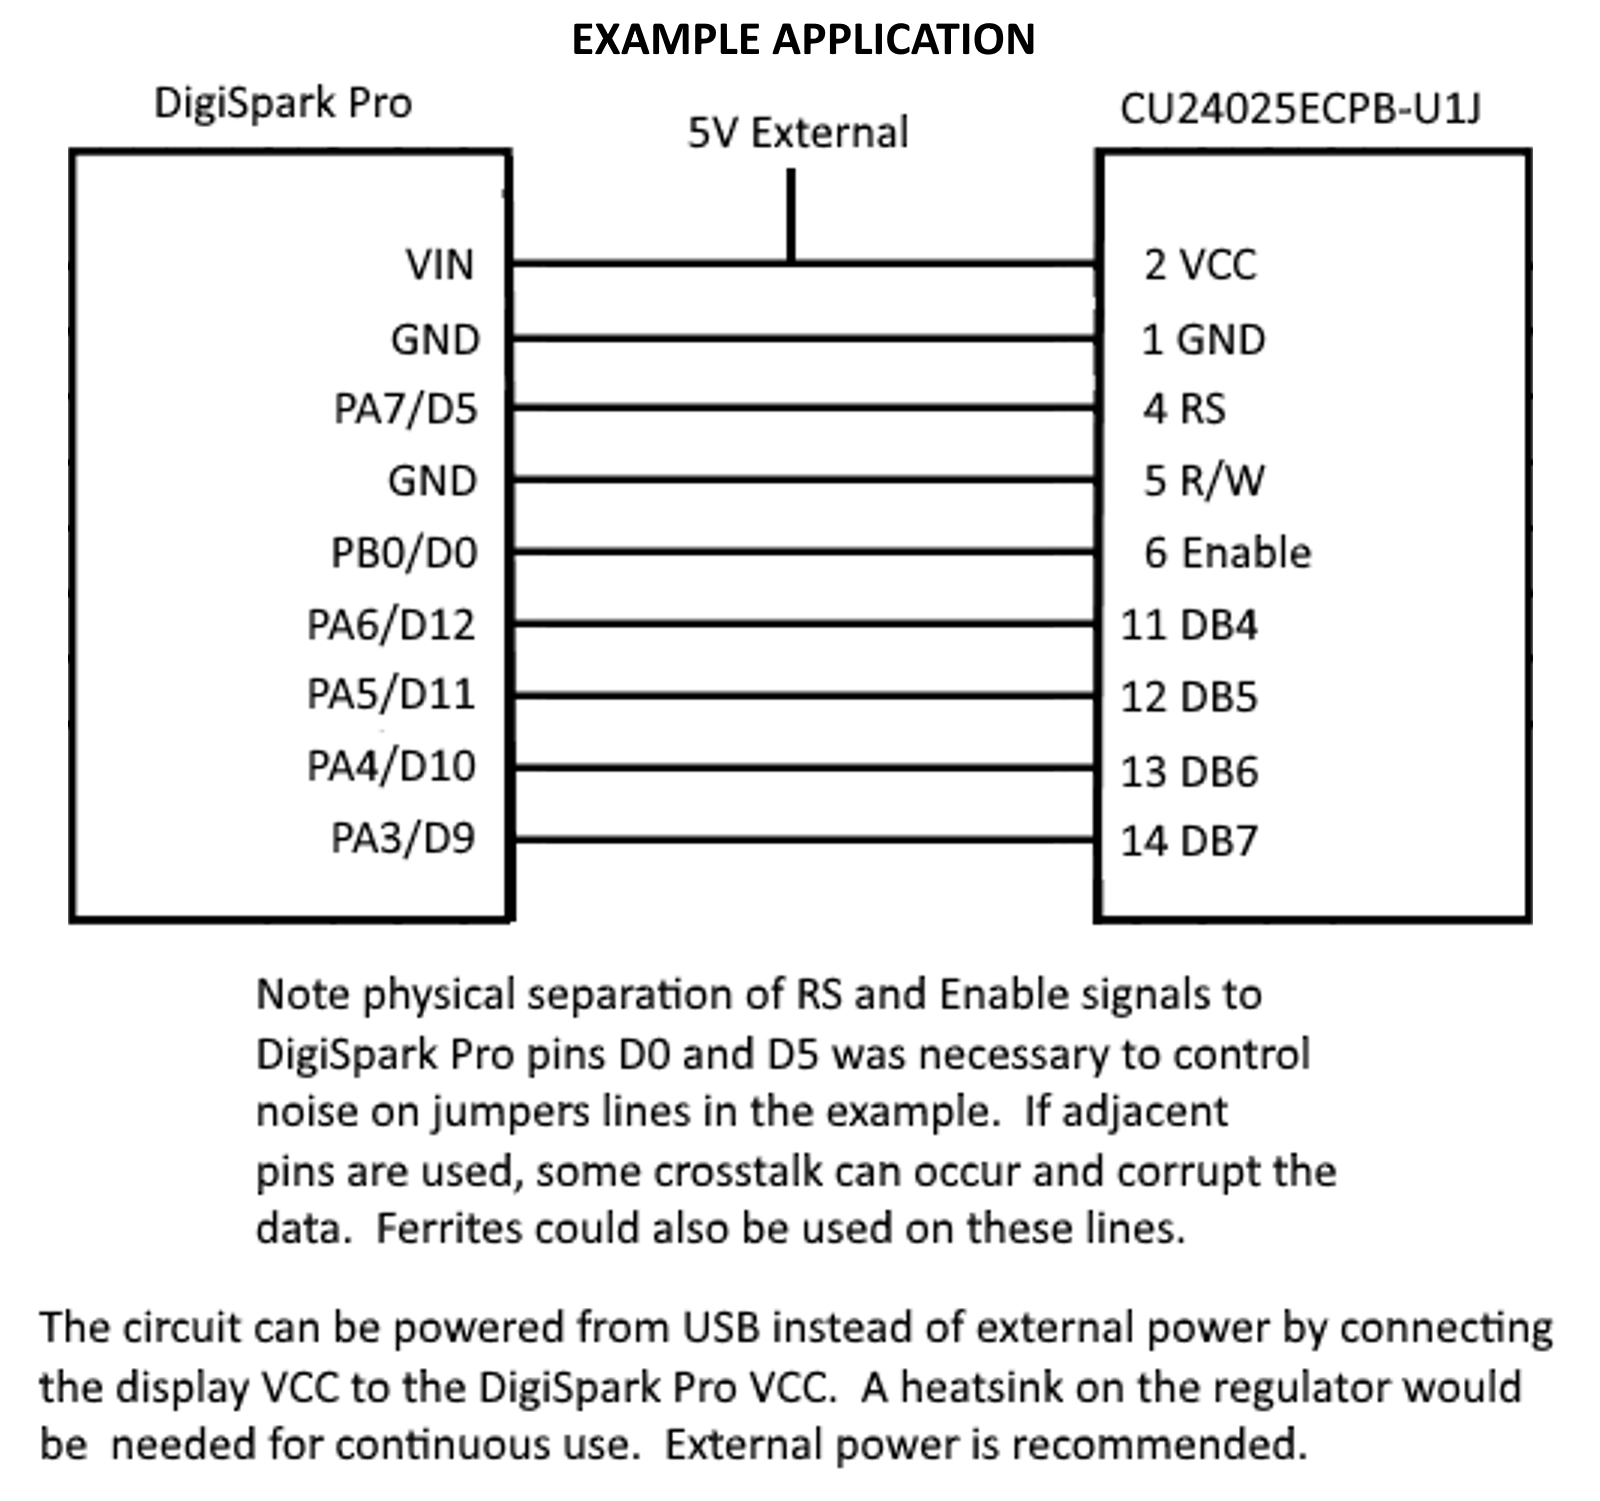 EXAMPLE APPLICATION
DigiSpark Pro
5V External
CU24025ECPB-U1J
VIN
2 VCC
GND
1 GND
PA7/D5
4 RS
GND
5 R/W
PB0/D0
6 Enable
PA6/D12
11 DB4
PA5/D11
12 DB5
PA4/D10
13 DB6
PA3/D9
14 DB7
Note physical separation of RS and Enable signals to
DigiSpark Pro pins D0 and D5 was necessary to control
noise on jumpers lines in the example.  If adjacent
pins are used, some crosstalk can occur and corrupt the
data.  Ferrites could also be used on these lines.
The circuit can be powered from USB instead of external power by connecting
the display VCC to the DigiSpark Pro VCC.  A heatsink on the regulator would
be  needed for continuous use.  External power is recommended.